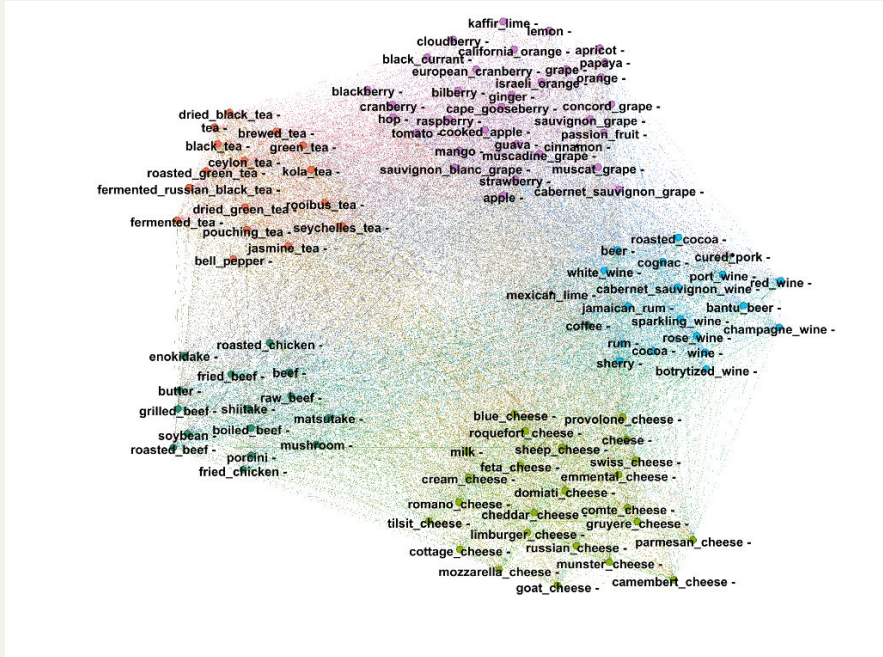 kaffir_lime -
lemon -
cloudberry -
california_orange -
apricot -
black_currant -
papaya -
european_cranberry -
grape -
orange -
israeli_orange -
blackberry -
bilberry -
ginger -
cranberry -
cape_gooseberry -
concord_grape -
hop -
raspberry -
sauvignon_grape -
tomato -
cooked_apple -
passion_fruit -
guava -
cinnamon -
mango -
muscadine_grape -
sauvignon_blanc_grape -
muscat_grape -
strawberry -
cabernet_sauvignon_grape -
apple -
dried_black_tea -
tea -
brewed_tea -
black_tea -
green_tea -
ceylon_tea -
roasted_green_tea -
kola_tea -
fermented_russian_black_tea -
dried_green_tea -
rooibus_tea -
fermented_tea -
pouching_tea -
seychelles_tea -
jasmine_tea -
bell_pepper -
roasted_cocoa -
beer -
cognac -
cured_pork -
white_wine -
port_wine -
red_wine -
cabernet_sauvignon_wine -
mexican_lime -
jamaican_rum -
bantu_beer -
coffee -
sparkling_wine -
champagne_wine -
rum -
rose_wine -
cocoa -
wine -
sherry -
botrytized_wine -
roasted_chicken -
enokidake -
fried_beef -
beef -
butter -
raw_beef -
grilled_beef -
shiitake -
matsutake -
soybean -
boiled_beef -
roasted_beef -
mushroom -
porcini -
fried_chicken -
blue_cheese -
provolone_cheese -
roquefort_cheese -
cheese -
milk -
sheep_cheese -
feta_cheese -
swiss_cheese -
cream_cheese -
emmental_cheese -
domiati_cheese -
romano_cheese -
cheddar_cheese -
comte_cheese -
tilsit_cheese -
gruyere_cheese -
limburger_cheese -
cottage_cheese -
russian_cheese -
parmesan_cheese -
mozzarella_cheese -
munster_cheese -
goat_cheese -
camembert_cheese -